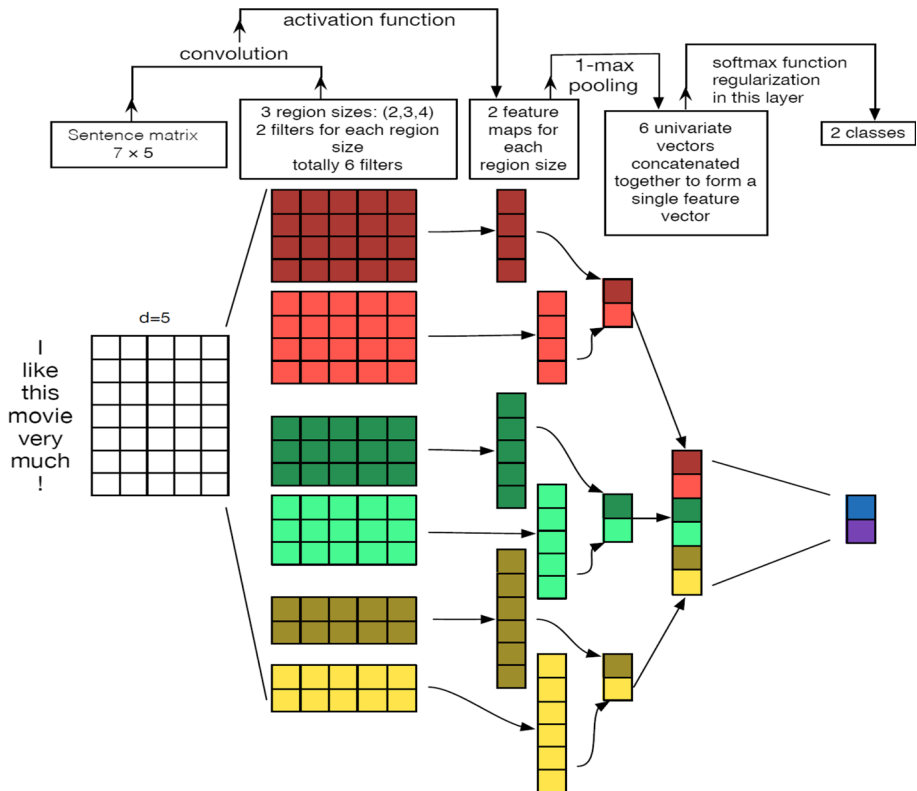 activation function
convolution
1-max
pooling
softmax function
regularization
in this layer
Sentence matrix
7 × 5
3 region sizes: (2,3,4)
2 filters for each region
size
totally 6 filters
2 feature
maps for
each
region size
6 univariate
vectors
concatenated
together to form a
single feature
vector
2 classes
d=5
I
like
this
movie
very
much
!